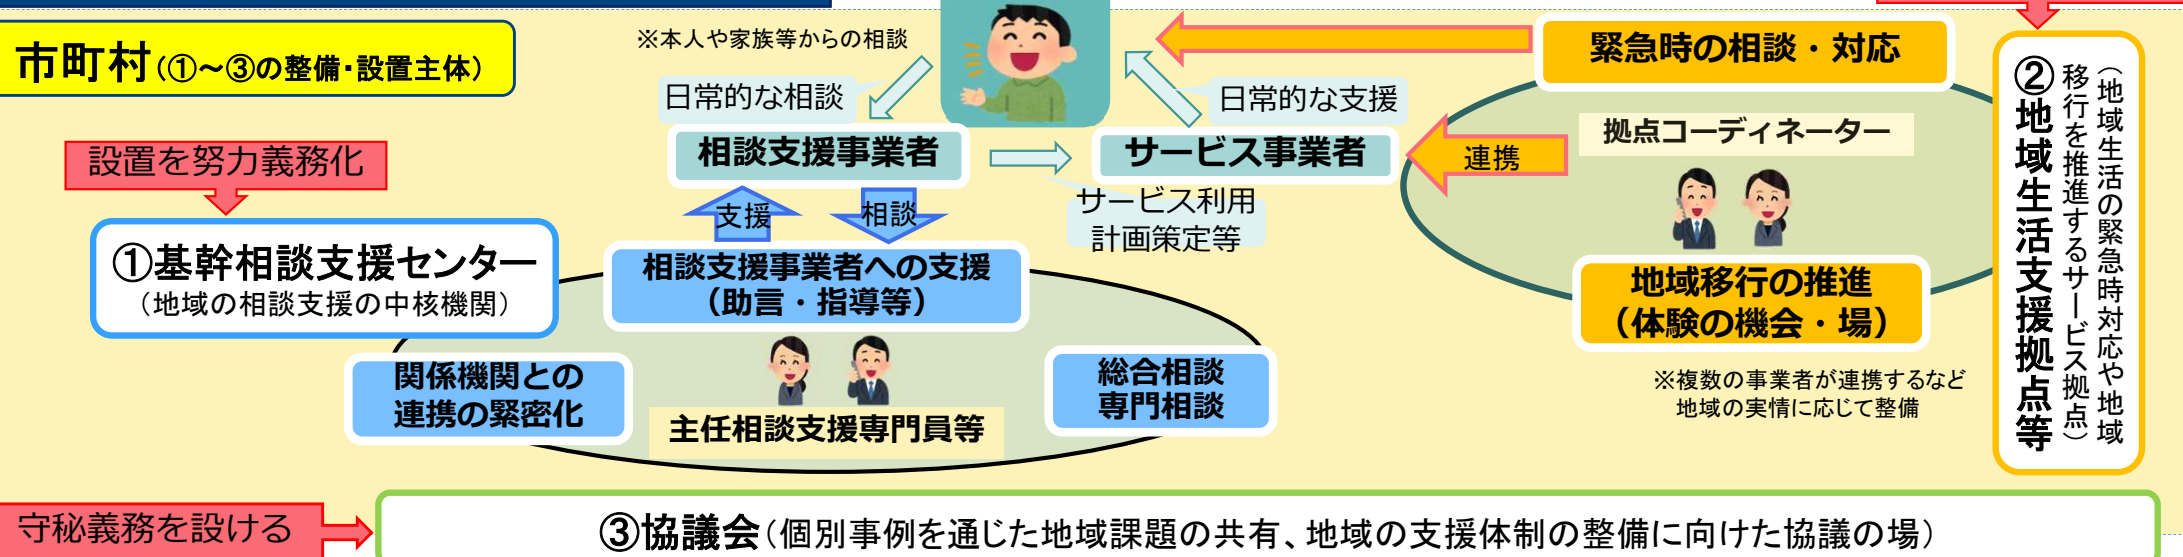 市町村(①～③の整備・設置主体)
※本人や家族等からの相談
日常的な相談
日常的な支援
緊急時の相談・対応
相談支援事業者
サービス事業者
連携
拠点コーディネーター
サービス利用
計画策定等
支援
相談
設置を努力義務化
①基幹相談支援センター
（地域の相談支援の中核機関）
相談支援事業者への支援
（助言・指導等）
関係機関との
連携の緊密化
主任相談支援専門員等
総合相談
専門相談
地域移行の推進
（体験の機会・場）
※複数の事業者が連携するなど
地域の実情に応じて整備
②地域生活支援拠点等
（地域生活の緊急時対応や地域
移行を推進するサービス拠点）
守秘義務を設ける
③協議会（個別事例を通じた地域課題の共有、地域の支援体制の整備に向けた協議の場）